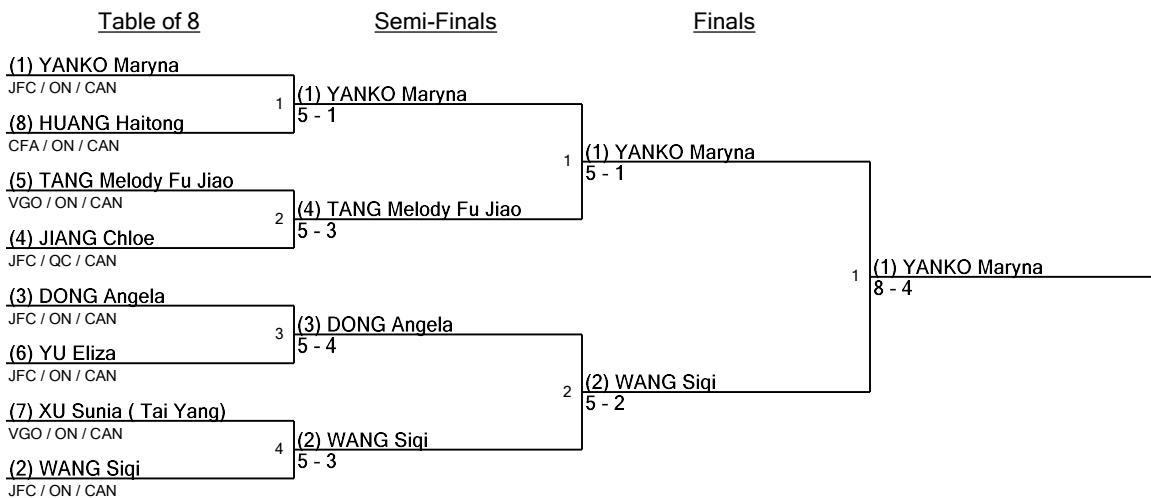 Table of 8
Semi-Finals
Finals
(1) YANKO Maryna
JFC / ON / CAN
1
(1) YANKO Maryna
5 - 1
(8) HUANG Haitong
CFA / ON / CAN
1
(1) YANKO Maryna
5 - 1
(5) TANG Melody Fu Jiao
VGO / ON / CAN
2
(4) TANG Melody Fu Jiao
5 - 3
(4) JIANG Chloe
JFC / QC / CAN
1
(1) YANKO Maryna
8 - 4
(3) DONG Angela
JFC / ON / CAN
3
(3) DONG Angela
5 - 4
(6) YU Eliza
JFC / ON / CAN
2
(2) WANG Siqi
5 - 2
(7) XU Sunia ( Tai Yang)
VGO / ON / CAN
4
(2) WANG Siqi
5 - 3
(2) WANG Siqi
JFC / ON / CAN